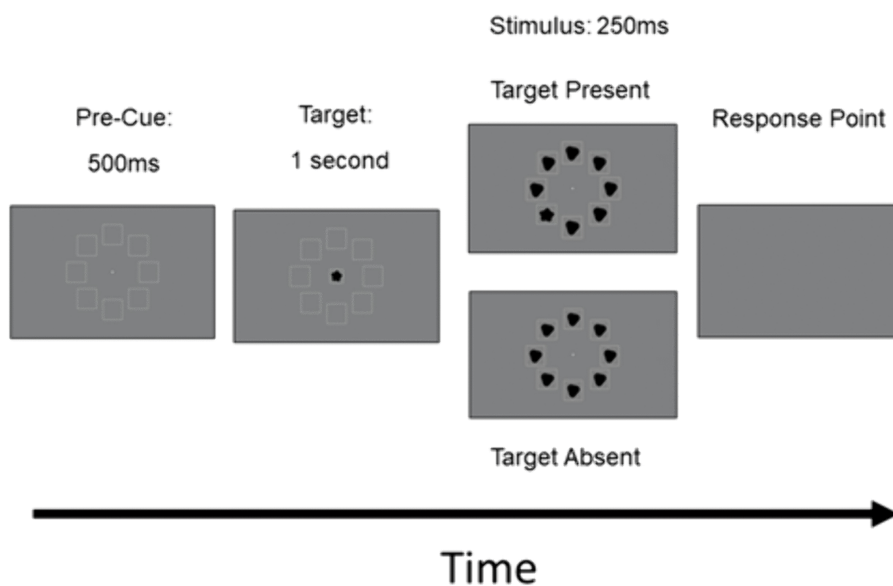 Pre-Cue:
500ms
Target:
1 second
Stimulus: 250ms
Target Present
Target Absent
Response Point
Time